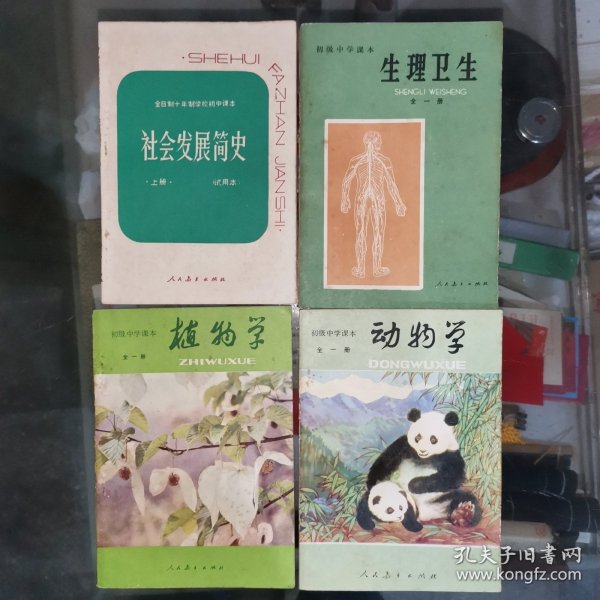 ·SHEHUI
FAZHAN JIANSHI·
全日制十年制学校初中课本
社会发展简史
·上册· (试用本)
人民教育出版社
初级中学课本
生理卫生
SHENGLI WEISHENG
全一册
人民教育出版社
初级中学课本
植物学
全一册
ZHIWUXUE
人民教育出版社
初级中学课本
动物学
全一册
DONGWUXUE
人民教育出版社
孔夫子旧书网
www.kongfz.com